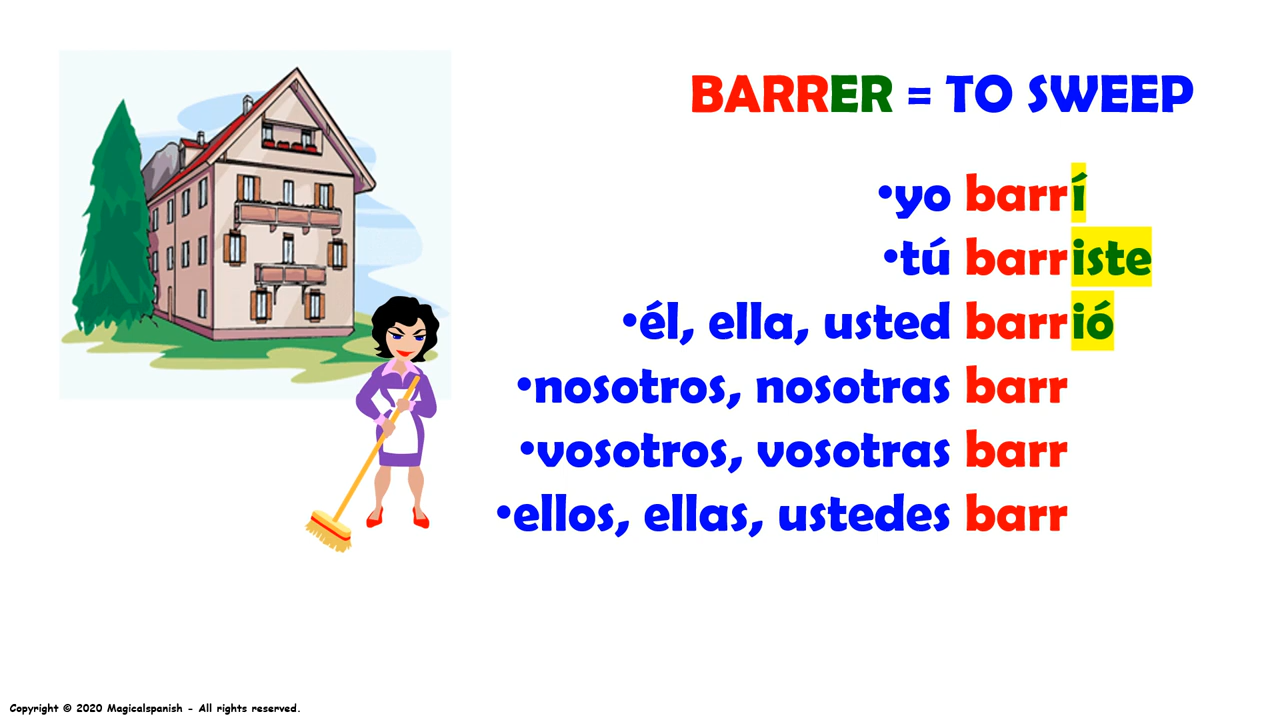 BARRER = TO SWEEP
•yo barrí
•tú barriste
•él, ella, usted barrió
•nosotros, nosotras barr
•vosotros, vosotras barr
•ellos, ellas, ustedes barr
Copyright © 2020 Magicalspanish - All rights reserved.